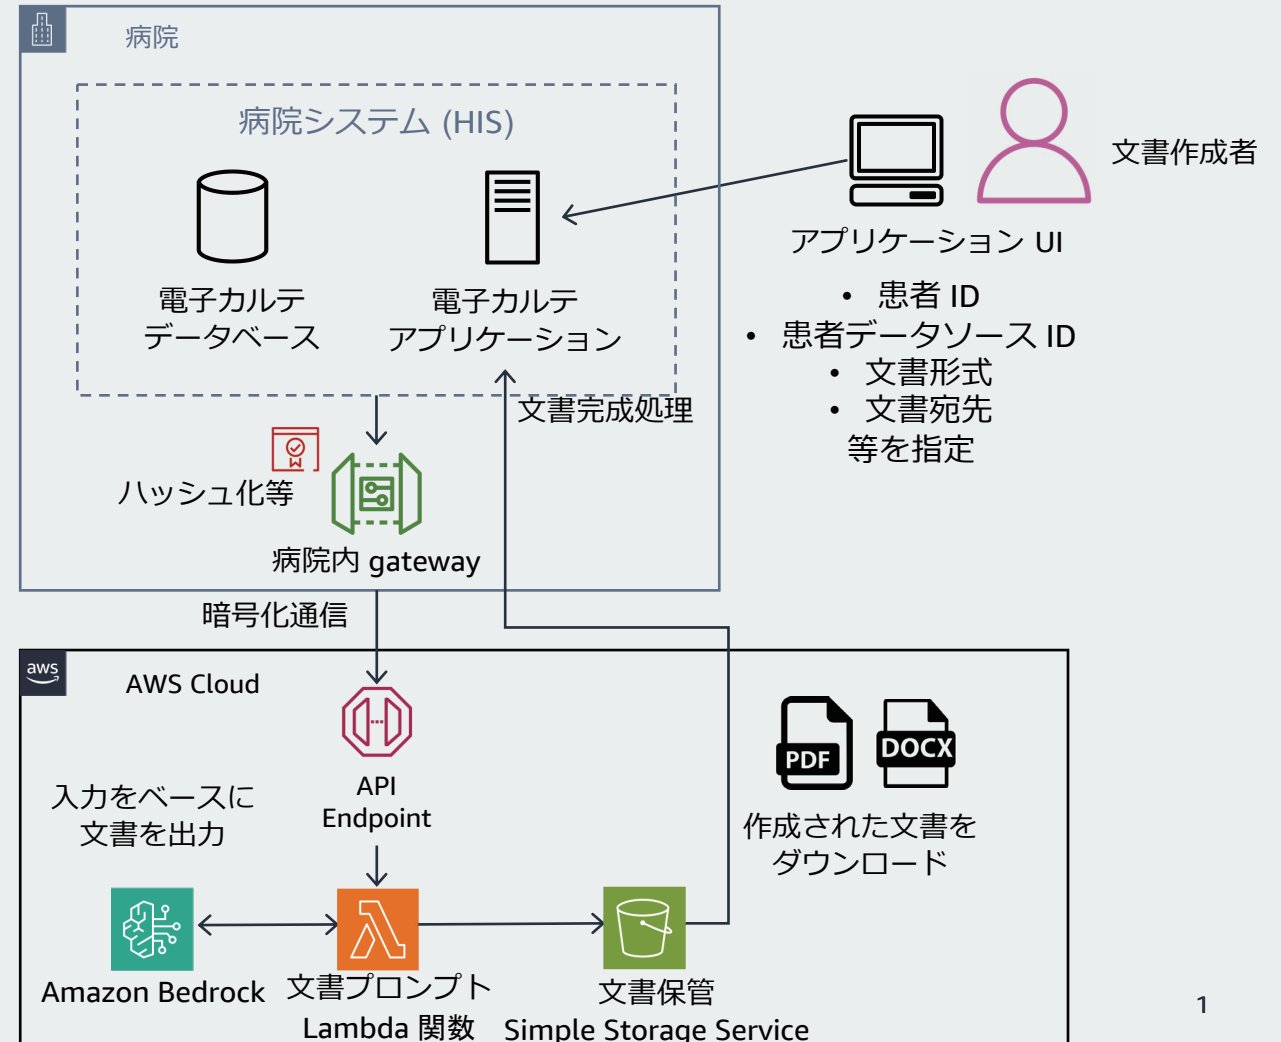 病院
病院システム (HIS)
電子カルテ
データベース
電子カルテ
アプリケーション
文書作成者
アプリケーション UI
• 患者 ID
• 患者データソース ID
• 文書形式
• 文書宛先
等を指定
文書完成処理
ハッシュ化等
病院内 gateway
暗号化通信
aws
AWS Cloud
API
Endpoint
入力をベースに
文書を出力
PDF
DOCX
作成された文書を
ダウンロード
Amazon Bedrock
文書プロンプト
Lambda 関数
文書保管
Simple Storage Service
1